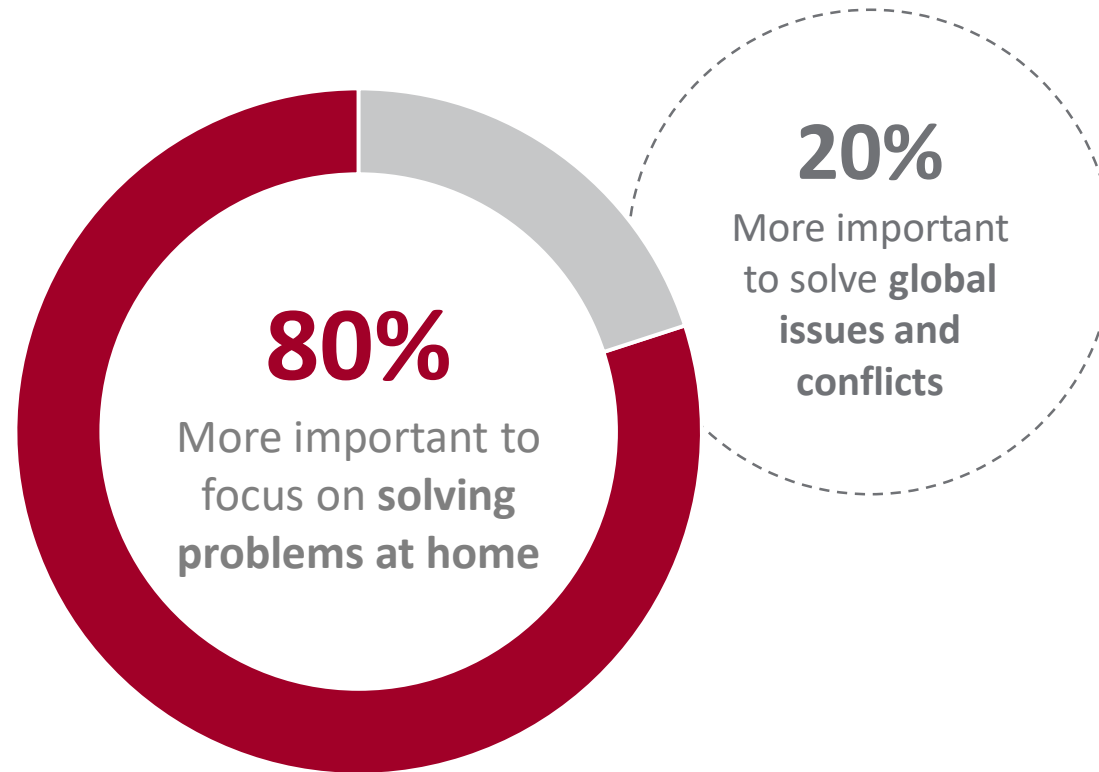 20%
More important
to solve global
issues and
conflicts
80%
More important to
focus on solving
problems at home